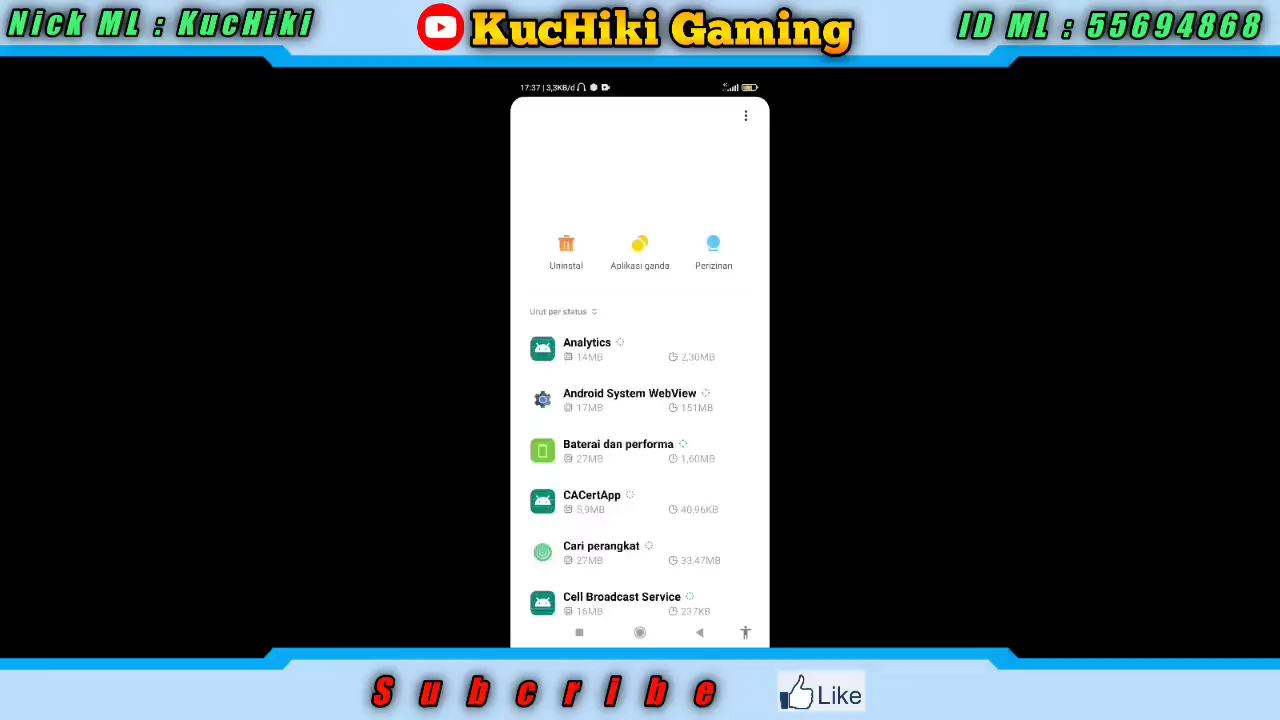 Nick ML : KucHiki
KucHiki Gaming
ID ML : 55694868
17:37 | 3,3KB/d
Uninstal
Aplikasi ganda
Perizinan
Urut per status
Analytics
14MB
2,30MB
Android System WebView
17MB
151MB
Baterai dan performa
27MB
1,60MB
CACertApp
5,9MB
40,96KB
Cari perangkat
27MB
33,47MB
Cell Broadcast Service
16MB
237KB
Subcribe
Like